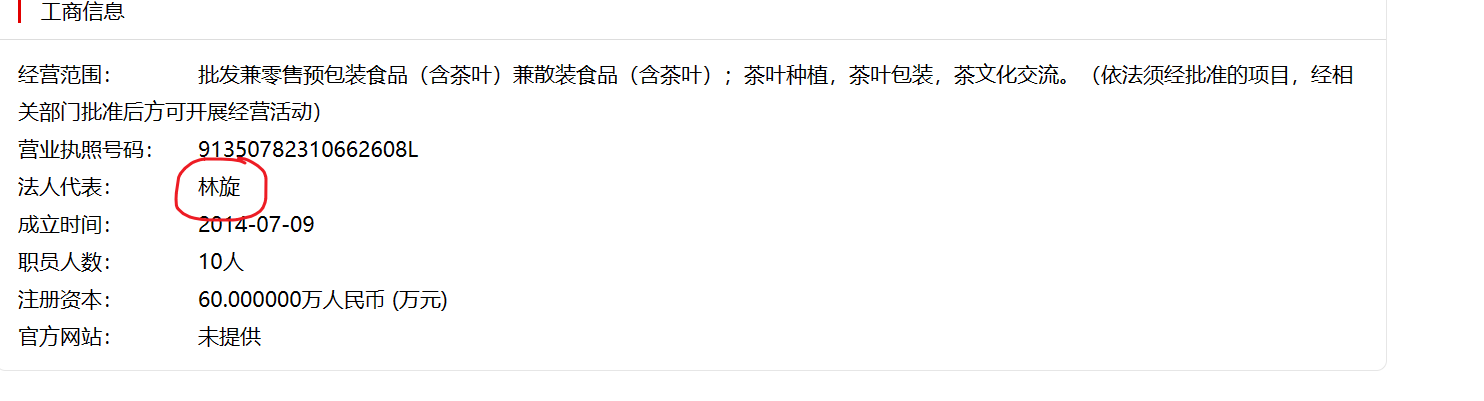 工商信息
经营范围： 批发兼零售预包装食品（含茶叶）兼散装食品（含茶叶）；茶叶种植，茶叶包装，茶文化交流。（依法须经批准的项目，经相
关部门批准后方可开展经营活动）
营业执照号码： 91350782310662608L
法人代表： 林旋
成立时间： 2014-07-09
职员人数： 10人
注册资本： 60.000000万人民币 (万元)
官方网站： 未提供